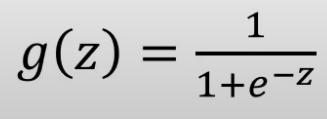 g(z) = 1/(1+e^{-z})